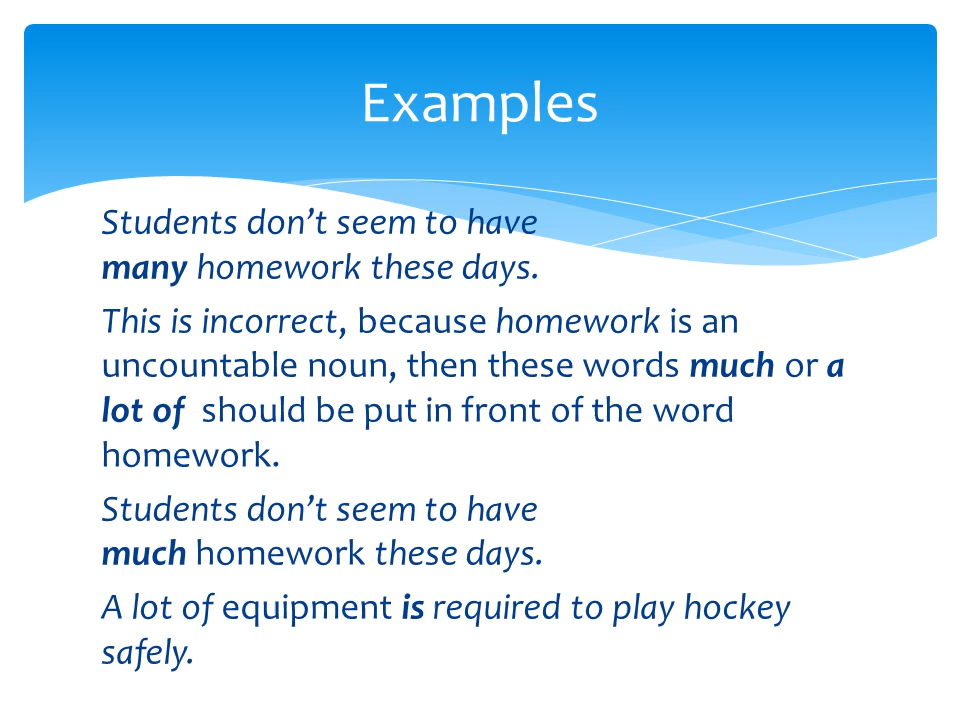 Examples
Students don’t seem to have
many homework these days.
This is incorrect, because homework is an
uncountable noun, then these words much or a
lot of  should be put in front of the word
homework.
Students don’t seem to have
much homework these days.
A lot of equipment is required to play hockey
safely.